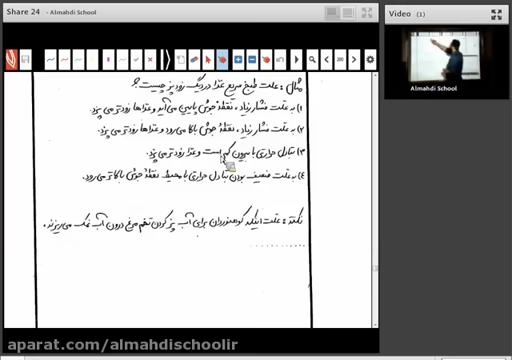 Share 24 - Almahdi School
Video (1)
200
Almahdi School
مثال : علت طبخ سریع غذا در دیگ زودپز چیست ؟
۱) به علت فشار زیاد ، نقطهٔ جوش پایین می‌آید و غذاها زودتر می‌پزد.
۲) به علت فشار زیاد ، نقطهٔ جوش بالا می‌رود و غذاها زودتر می‌پزد.
۳) تبادل حرارتی با بیرون کم است و غذا زودتر می‌پزد.
۴) به علت ضعیف بودن تبادل حرارتی با محیط نقطهٔ جوش بالاتر می‌رود.
نکته : علت اینکه کوهنوردان برای آب پز کردن تخم مرغ درون آب نمک می‌ریزند .
aparat.com/almahdischoolir